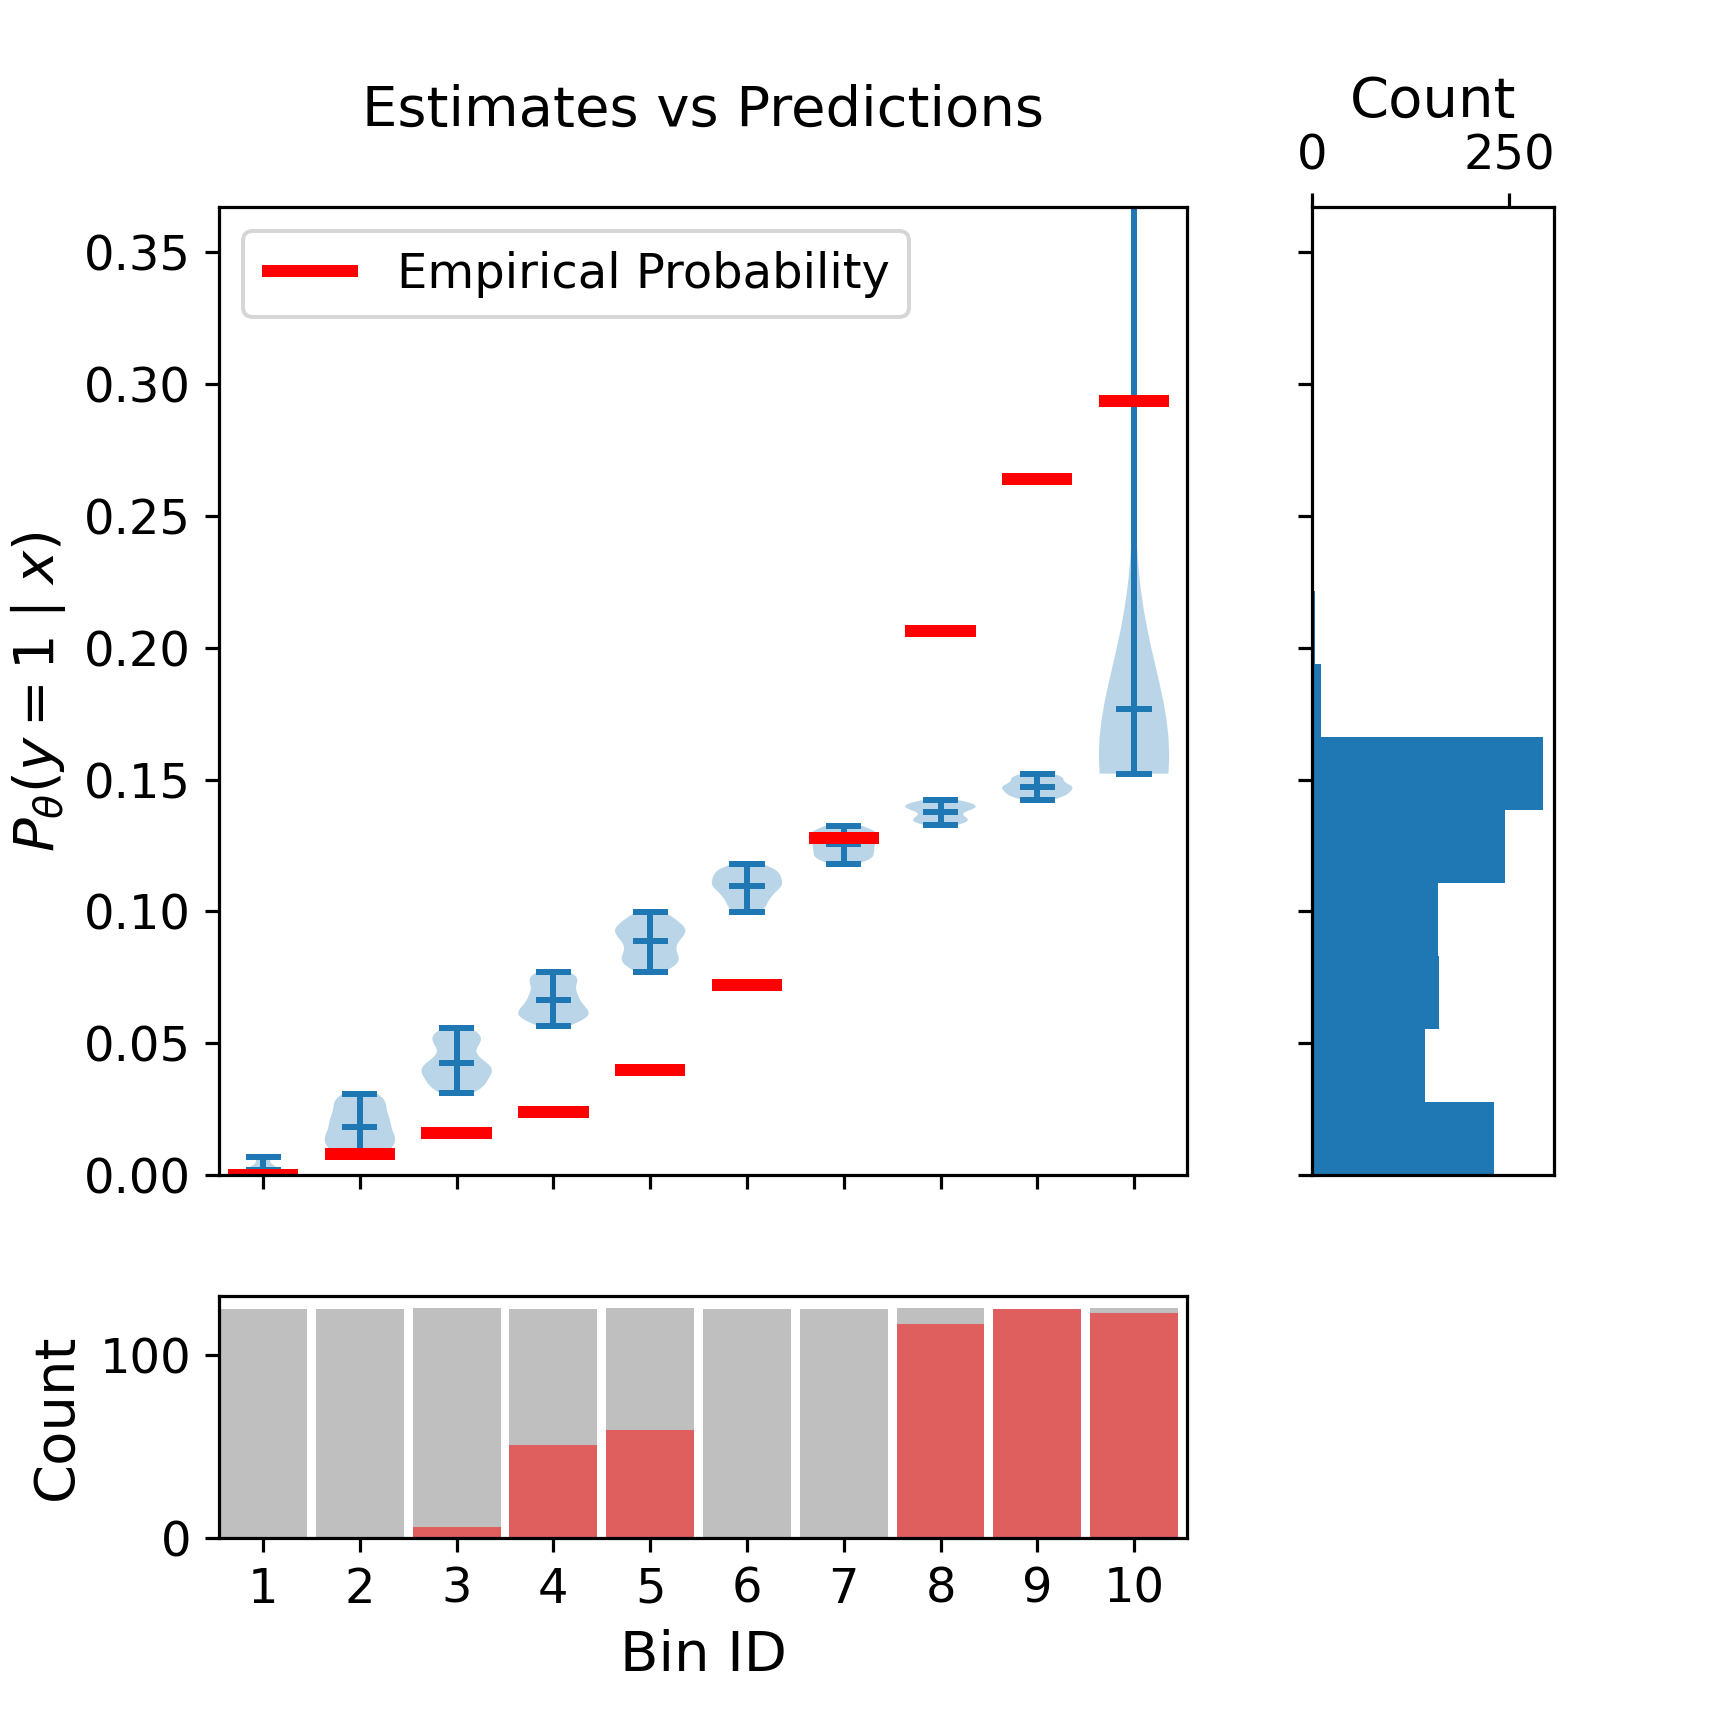 Estimates vs Predictions
Count
0 250
Empirical Probability
0.35
0.30
0.25
0.20
0.15
0.10
0.05
0.00
P_θ(y = 1 | x)
Count
100
0
1 2 3 4 5 6 7 8 9 10
Bin ID